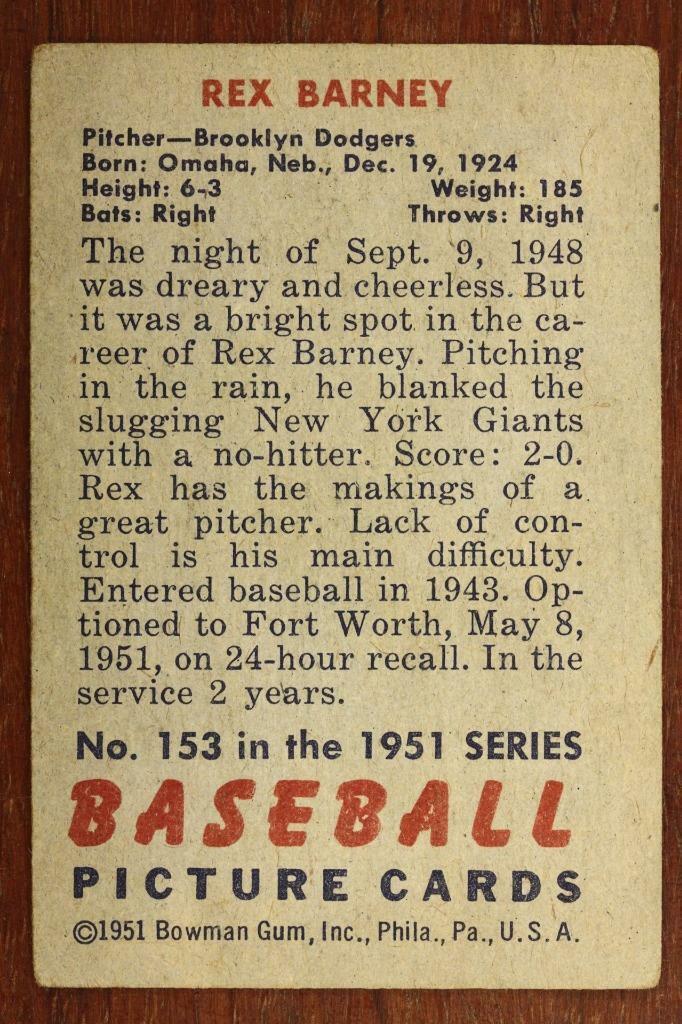 REX BARNEY
Pitcher—Brooklyn Dodgers
Born: Omaha, Neb., Dec. 19, 1924
Height: 6-3 Weight: 185
Bats: Right Throws: Right
The night of Sept. 9, 1948
was dreary and cheerless. But
it was a bright spot in the ca-
reer of Rex Barney. Pitching
in the rain, he blanked the
slugging New York Giants
with a no-hitter. Score: 2-0.
Rex has the makings of a
great pitcher. Lack of con-
trol is his main difficulty.
Entered baseball in 1943. Op-
tioned to Fort Worth, May 8,
1951, on 24-hour recall. In the
service 2 years.
No. 153 in the 1951 SERIES
BASEBALL
PICTURE CARDS
©1951 Bowman Gum, Inc., Phila., Pa., U.S.A.